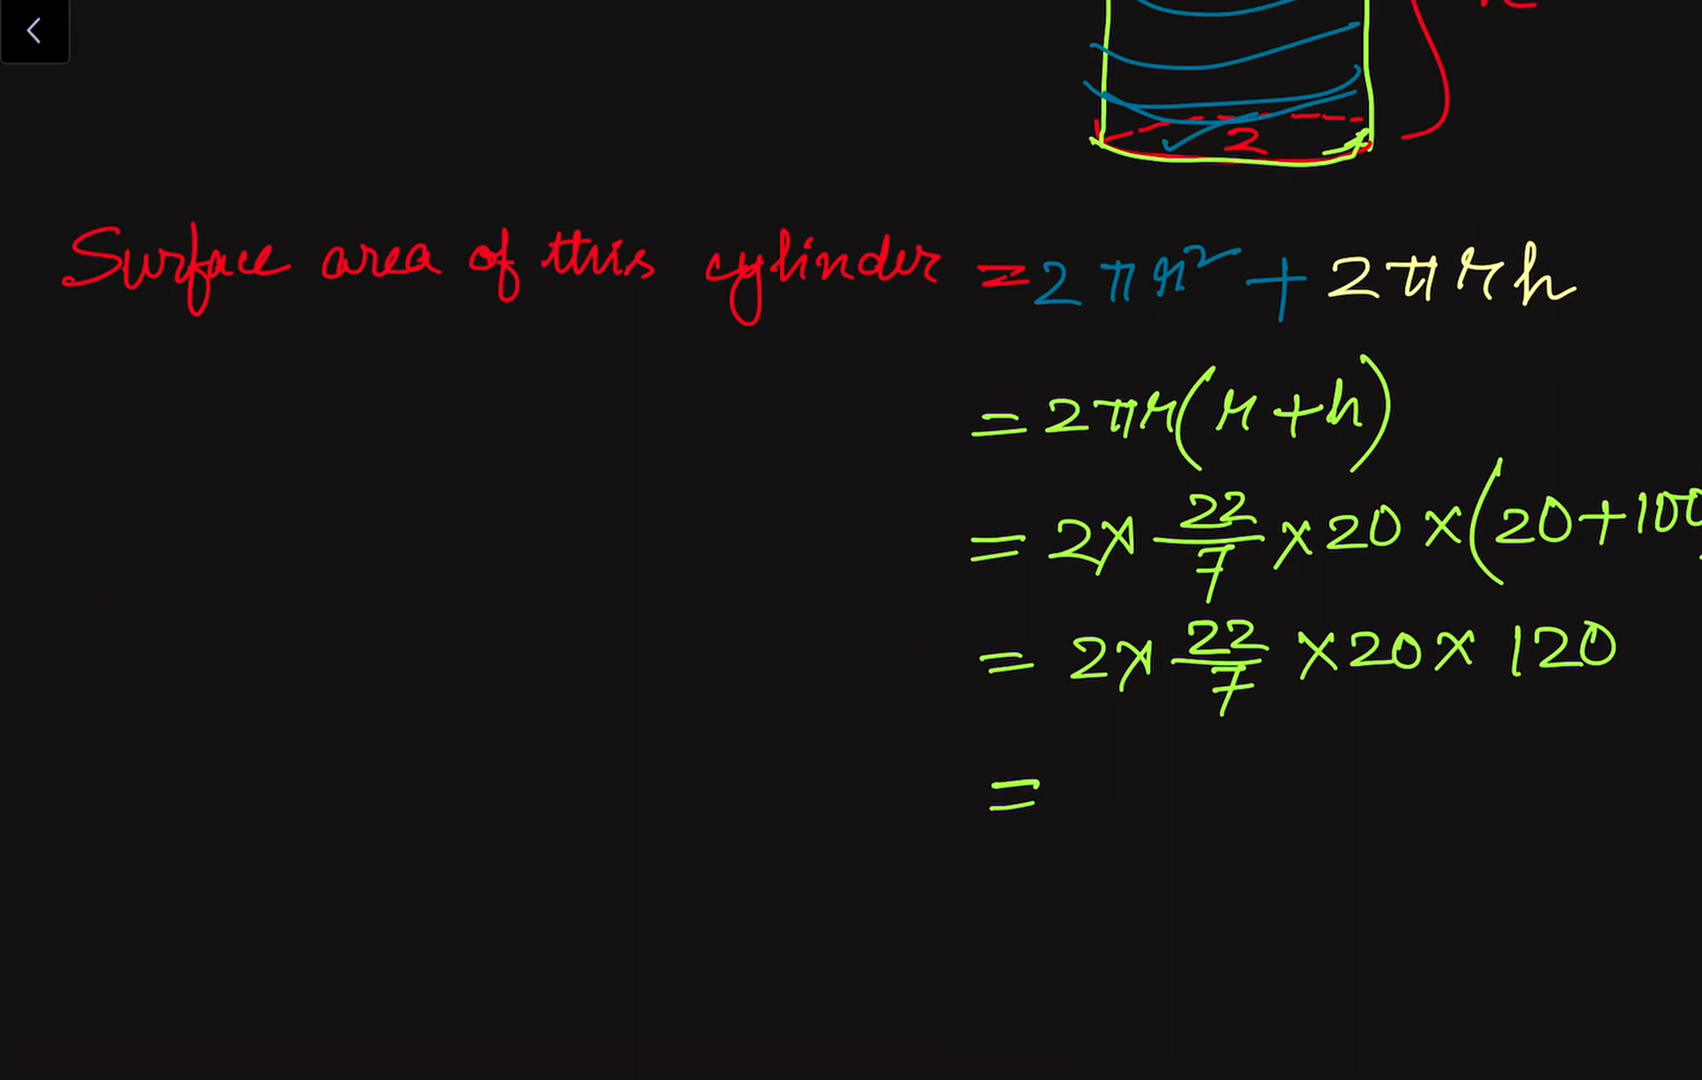 2
Surface area of this cylinder = 2πr² + 2πrh
= 2πr(r+h)
= 2× 22/7 ×20 ×(20+100
= 2× 22/7 ×20× 120
=